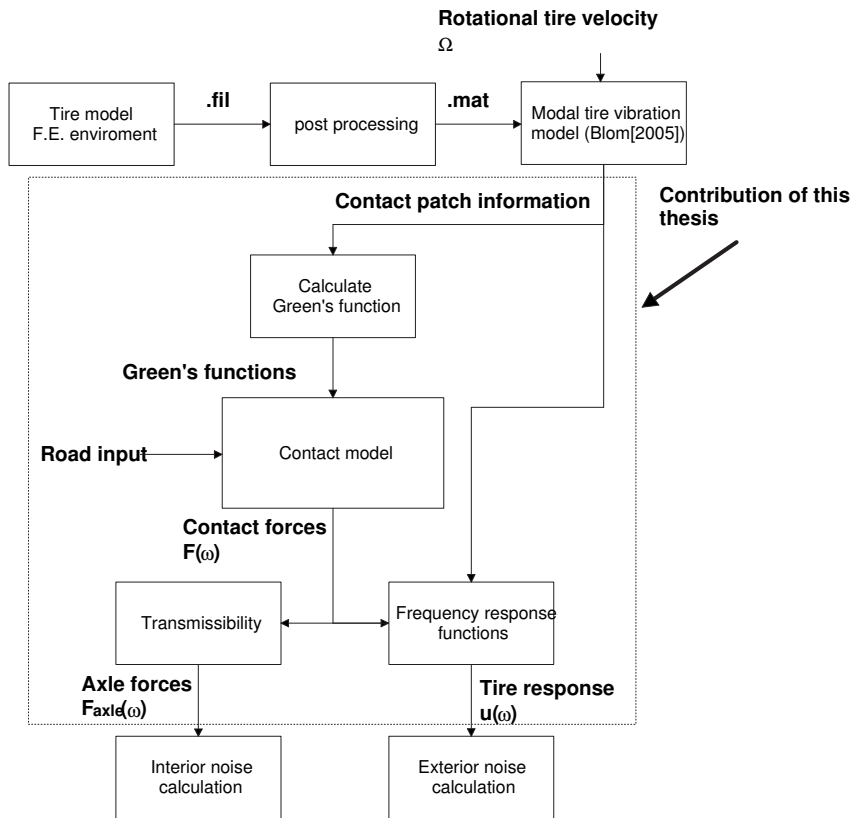 Rotational tire velocity
Ω
Tire model
F.E. enviroment
.fil
post processing
.mat
Modal tire vibration
model (Blom[2005])
Contact patch information
Contribution of this
thesis
Calculate
Green's function
Green's functions
Road input
Contact model
Contact forces
F(ω)
Transmissibility
Frequency response
functions
Axle forces
Faxle(ω)
Tire response
u(ω)
Interior noise
calculation
Exterior noise
calculation